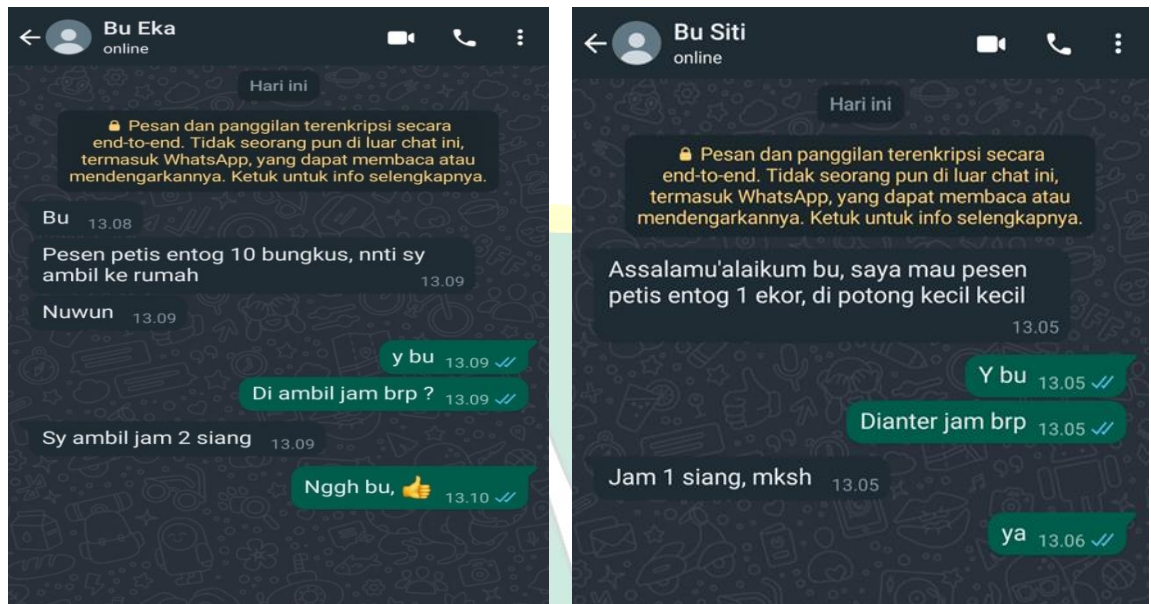 Bu Eka
online
Hari ini
Pesan dan panggilan terenkripsi secara
end-to-end. Tidak seorang pun di luar chat ini,
termasuk WhatsApp, yang dapat membaca atau
mendengarkannya. Ketuk untuk info selengkapnya.
Bu 13.08
Pesen petis entog 10 bungkus, nnti sy
ambil ke rumah 13.09
Nuwun 13.09
y bu 13.09
Di ambil jam brp ? 13.09
Sy ambil jam 2 siang 13.09
Nggh bu, 👍 13.10
Bu Siti
online
Hari ini
Pesan dan panggilan terenkripsi secara
end-to-end. Tidak seorang pun di luar chat ini,
termasuk WhatsApp, yang dapat membaca atau
mendengarkannya. Ketuk untuk info selengkapnya.
Assalamu'alaikum bu, saya mau pesen
petis entog 1 ekor, di potong kecil kecil
13.05
Y bu 13.05
Dianter jam brp 13.05
Jam 1 siang, mksh 13.05
ya 13.06